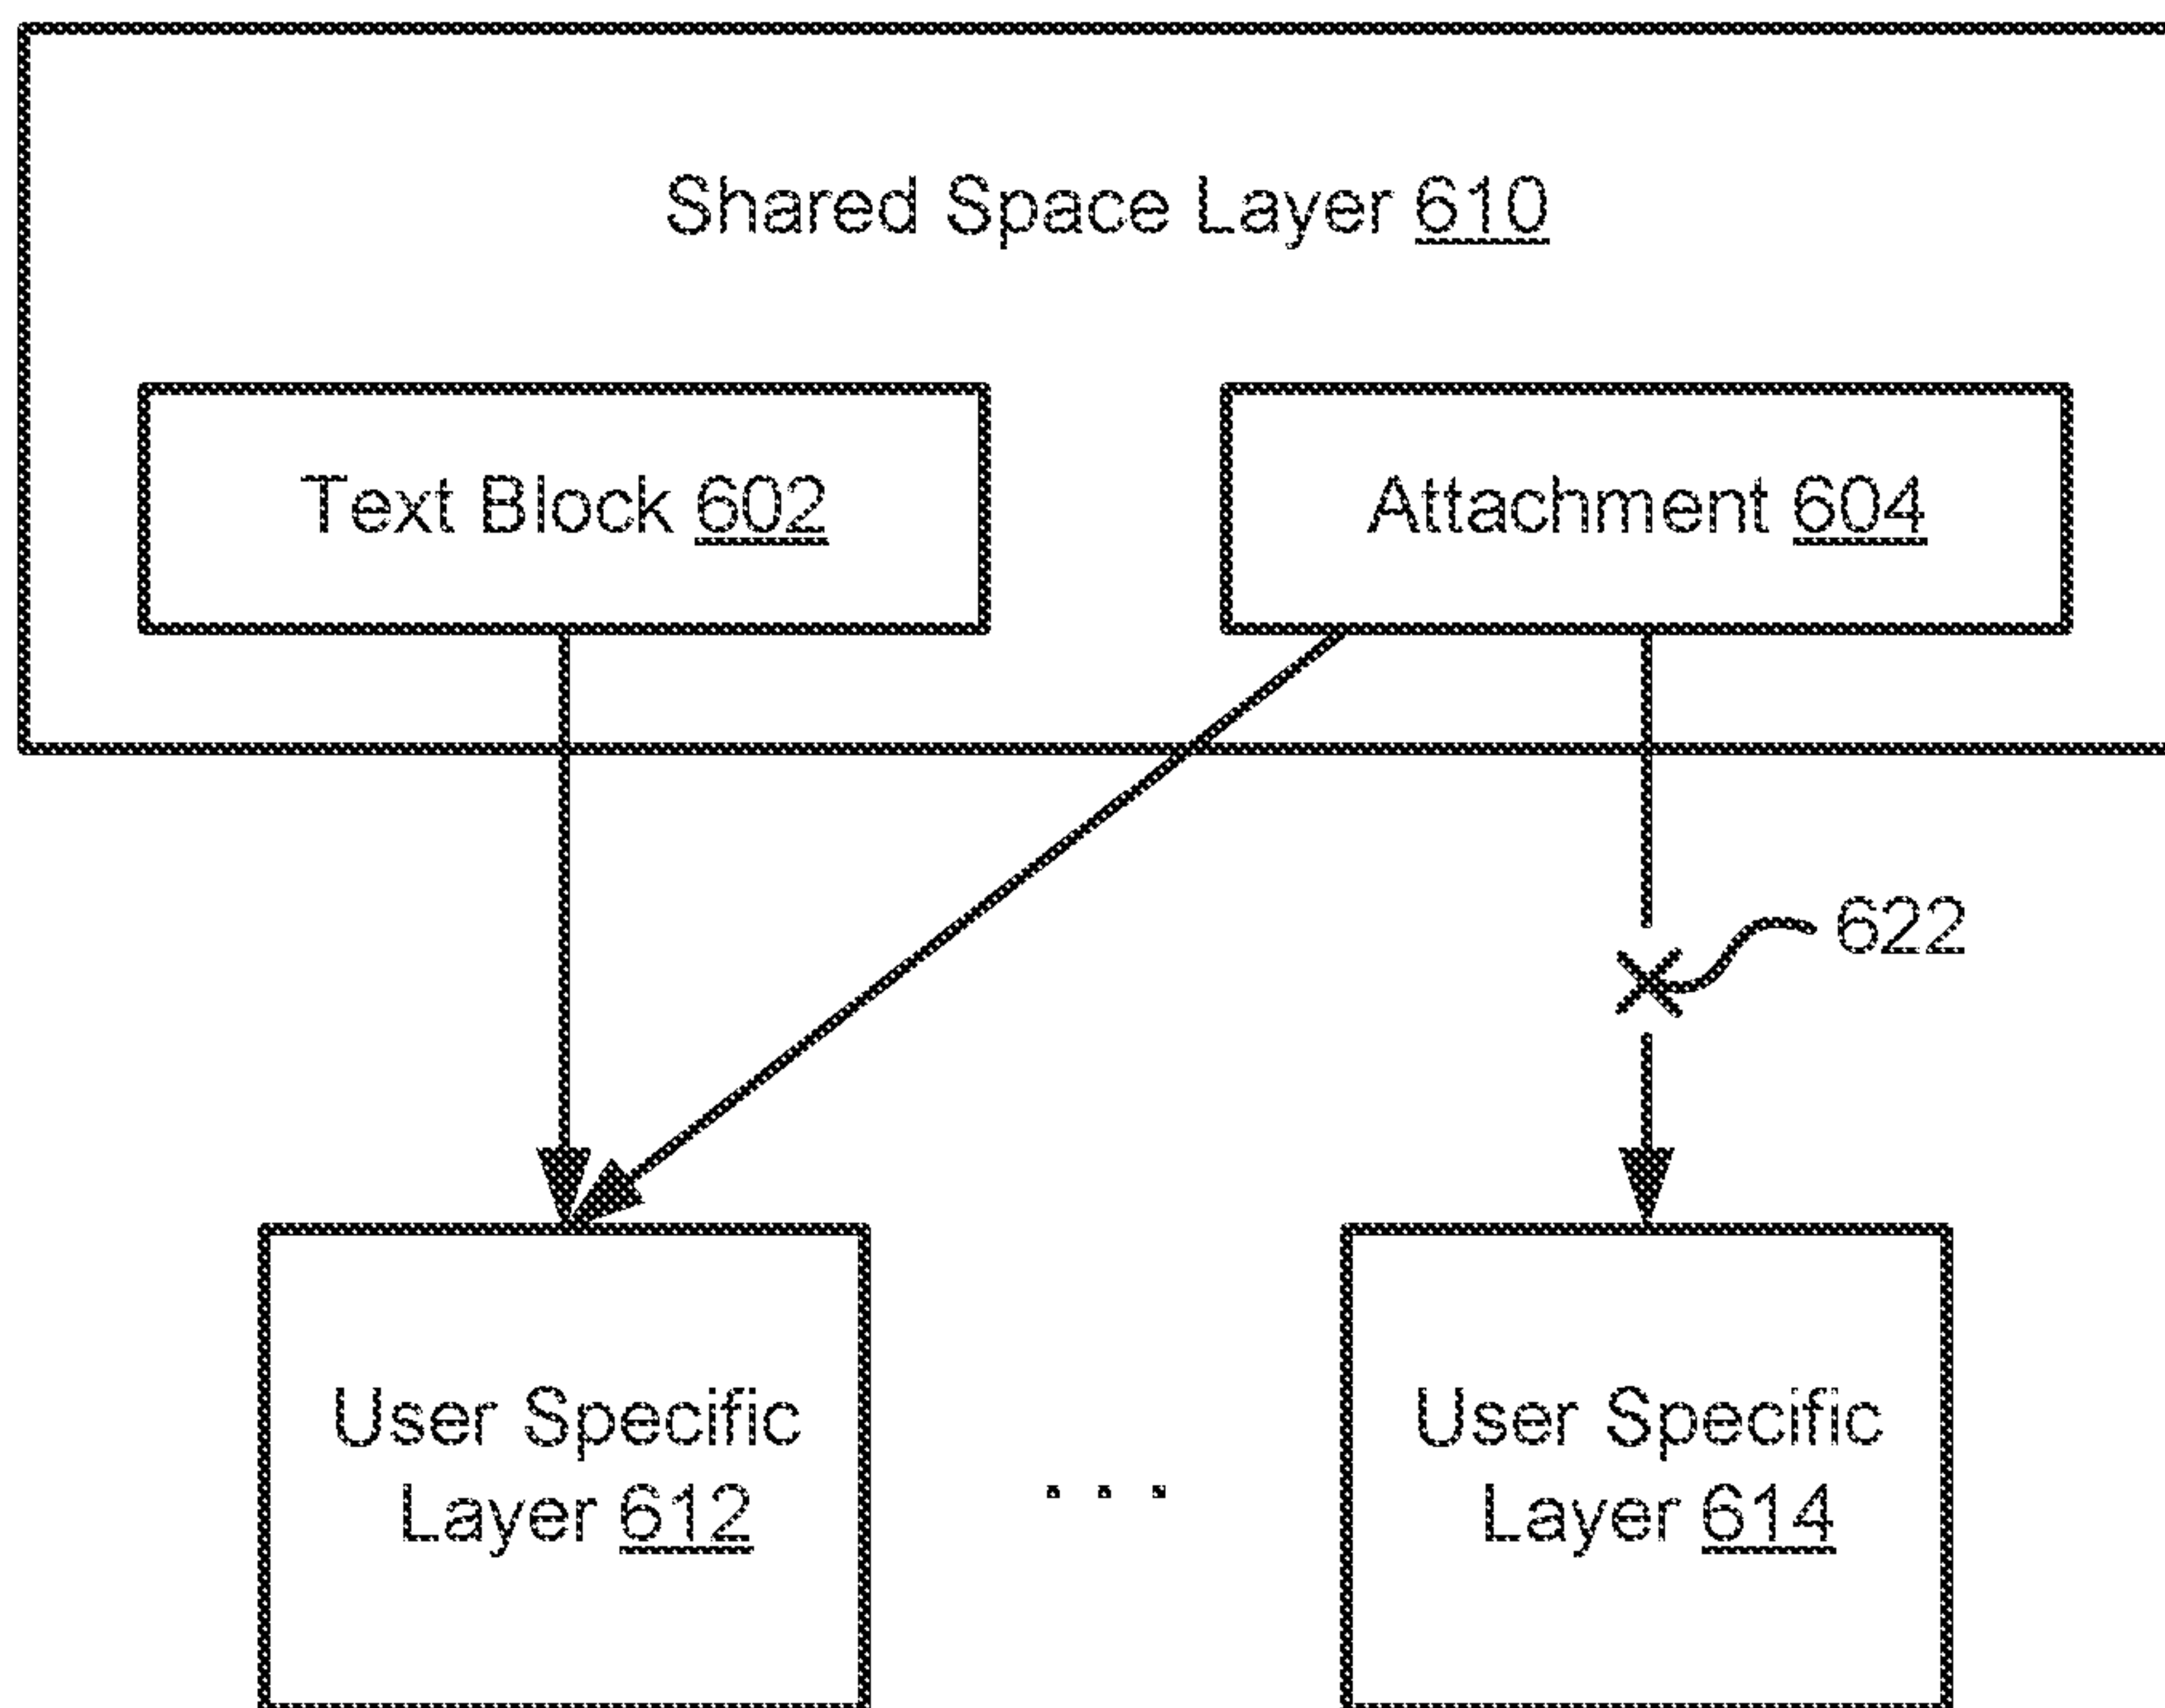 Shared Space Layer 610
Text Block 602
Attachment 604
622
User Specific
Layer 612
. . .
User Specific
Layer 614